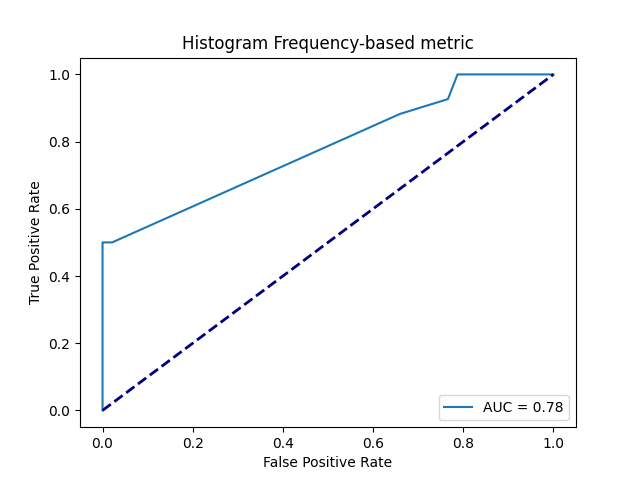 Histogram Frequency-based metric
True Positive Rate
1.0
0.8
0.6
0.4
0.2
0.0
AUC = 0.78
0.0 0.2 0.4 0.6 0.8 1.0
False Positive Rate